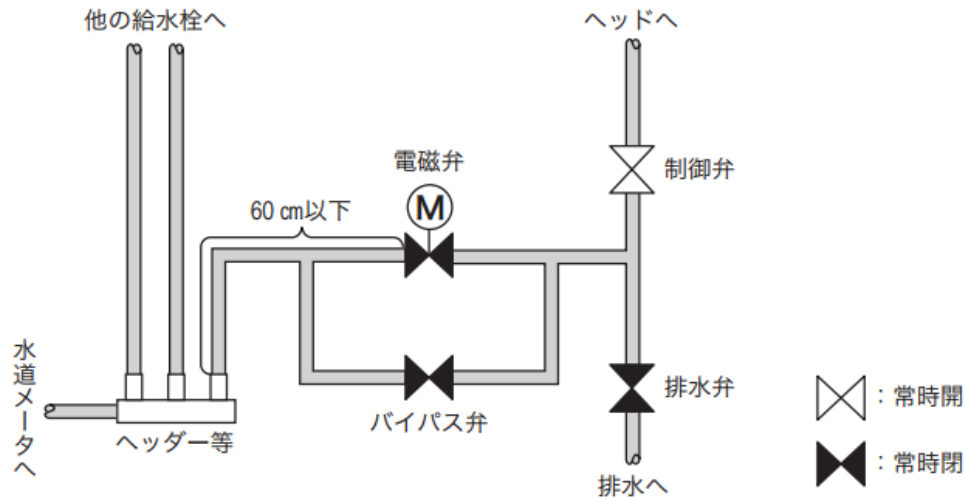 他の給水栓へ
ヘッドへ
電磁弁
M
制御弁
60 cm以下
水道メータへ
ヘッダー等
バイパス弁
排水弁
排水へ
：常時開
：常時閉